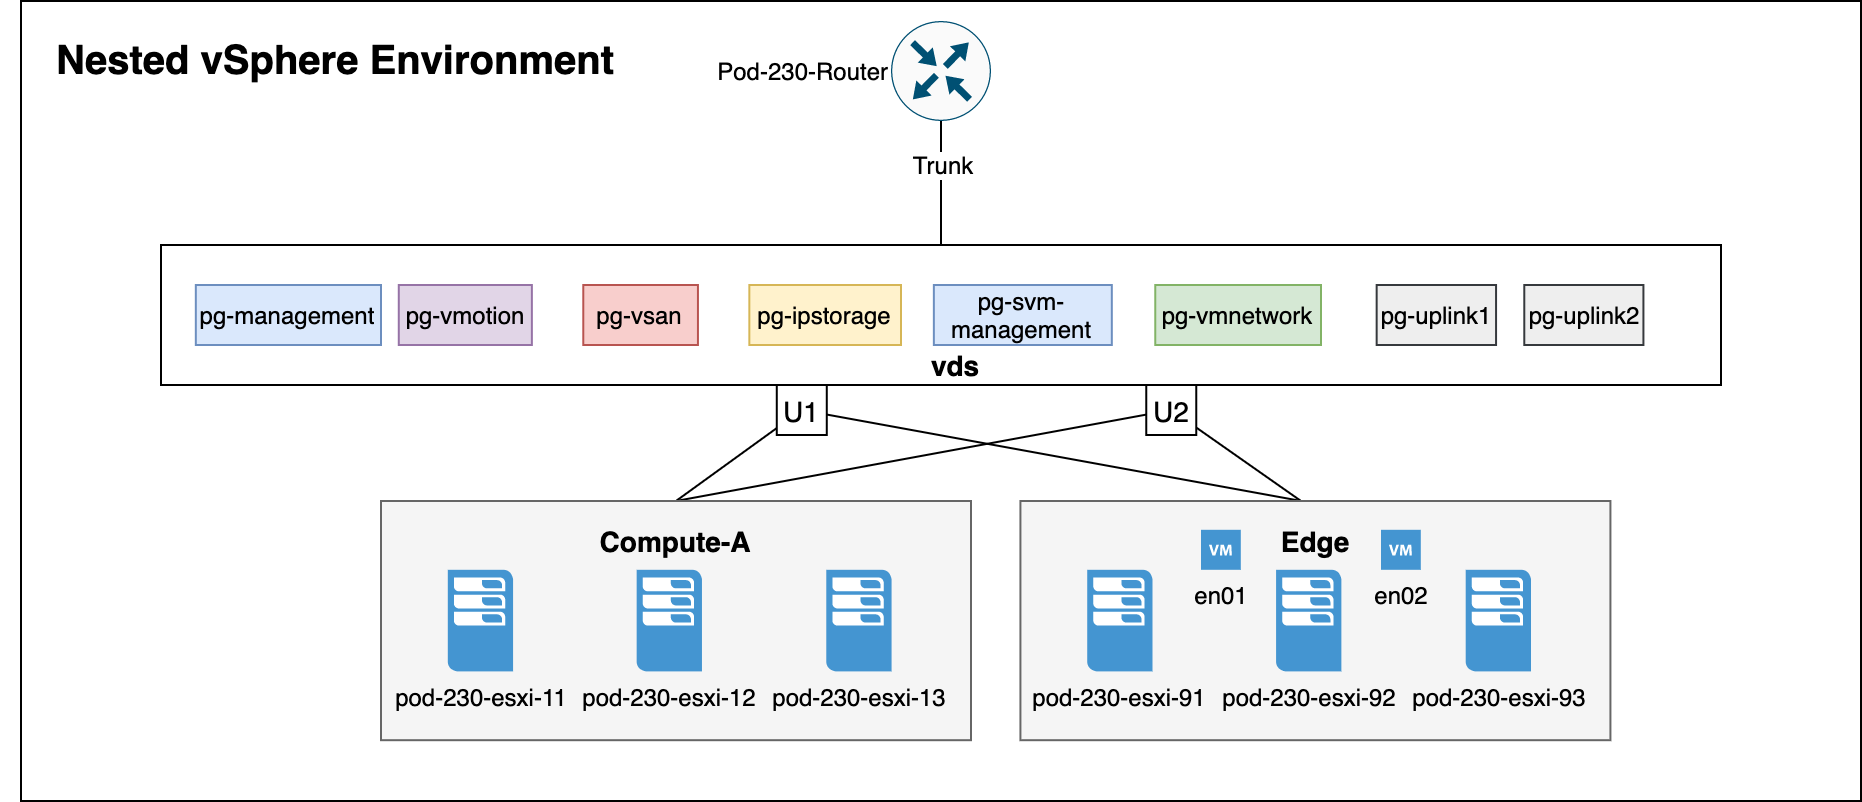 Nested vSphere Environment
Pod-230-Router
Trunk
pg-management
pg-vmotion
pg-vsan
pg-ipstorage
pg-svm-
management
pg-vmnetwork
pg-uplink1
pg-uplink2
vds
U1
U2
Compute-A
pod-230-esxi-11
pod-230-esxi-12
pod-230-esxi-13
VM
Edge
VM
en01
en02
pod-230-esxi-91
pod-230-esxi-92
pod-230-esxi-93